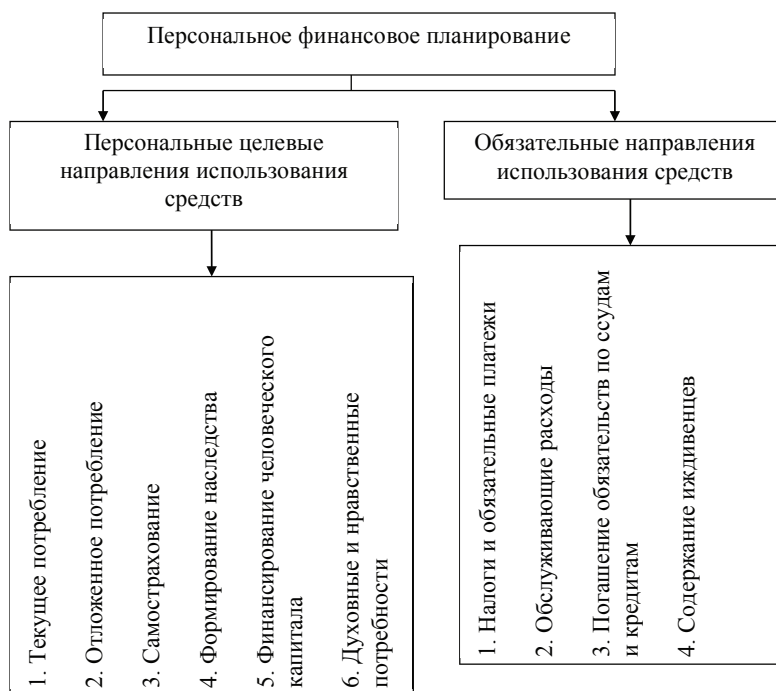 Персональное финансовое планирование
Персональные целевые
направления использования
средств
Обязательные направления
использования средств
1. Текущее потребление
2. Отложенное потребление
3. Самострахование
4. Формирование наследства
5. Финансирование человеческого
капитала
6. Духовные и нравственные
потребности
1. Налоги и обязательные платежи
2. Обслуживающие расходы
3. Погашение обязательств по ссудам
и кредитам
4. Содержание иждивенцев